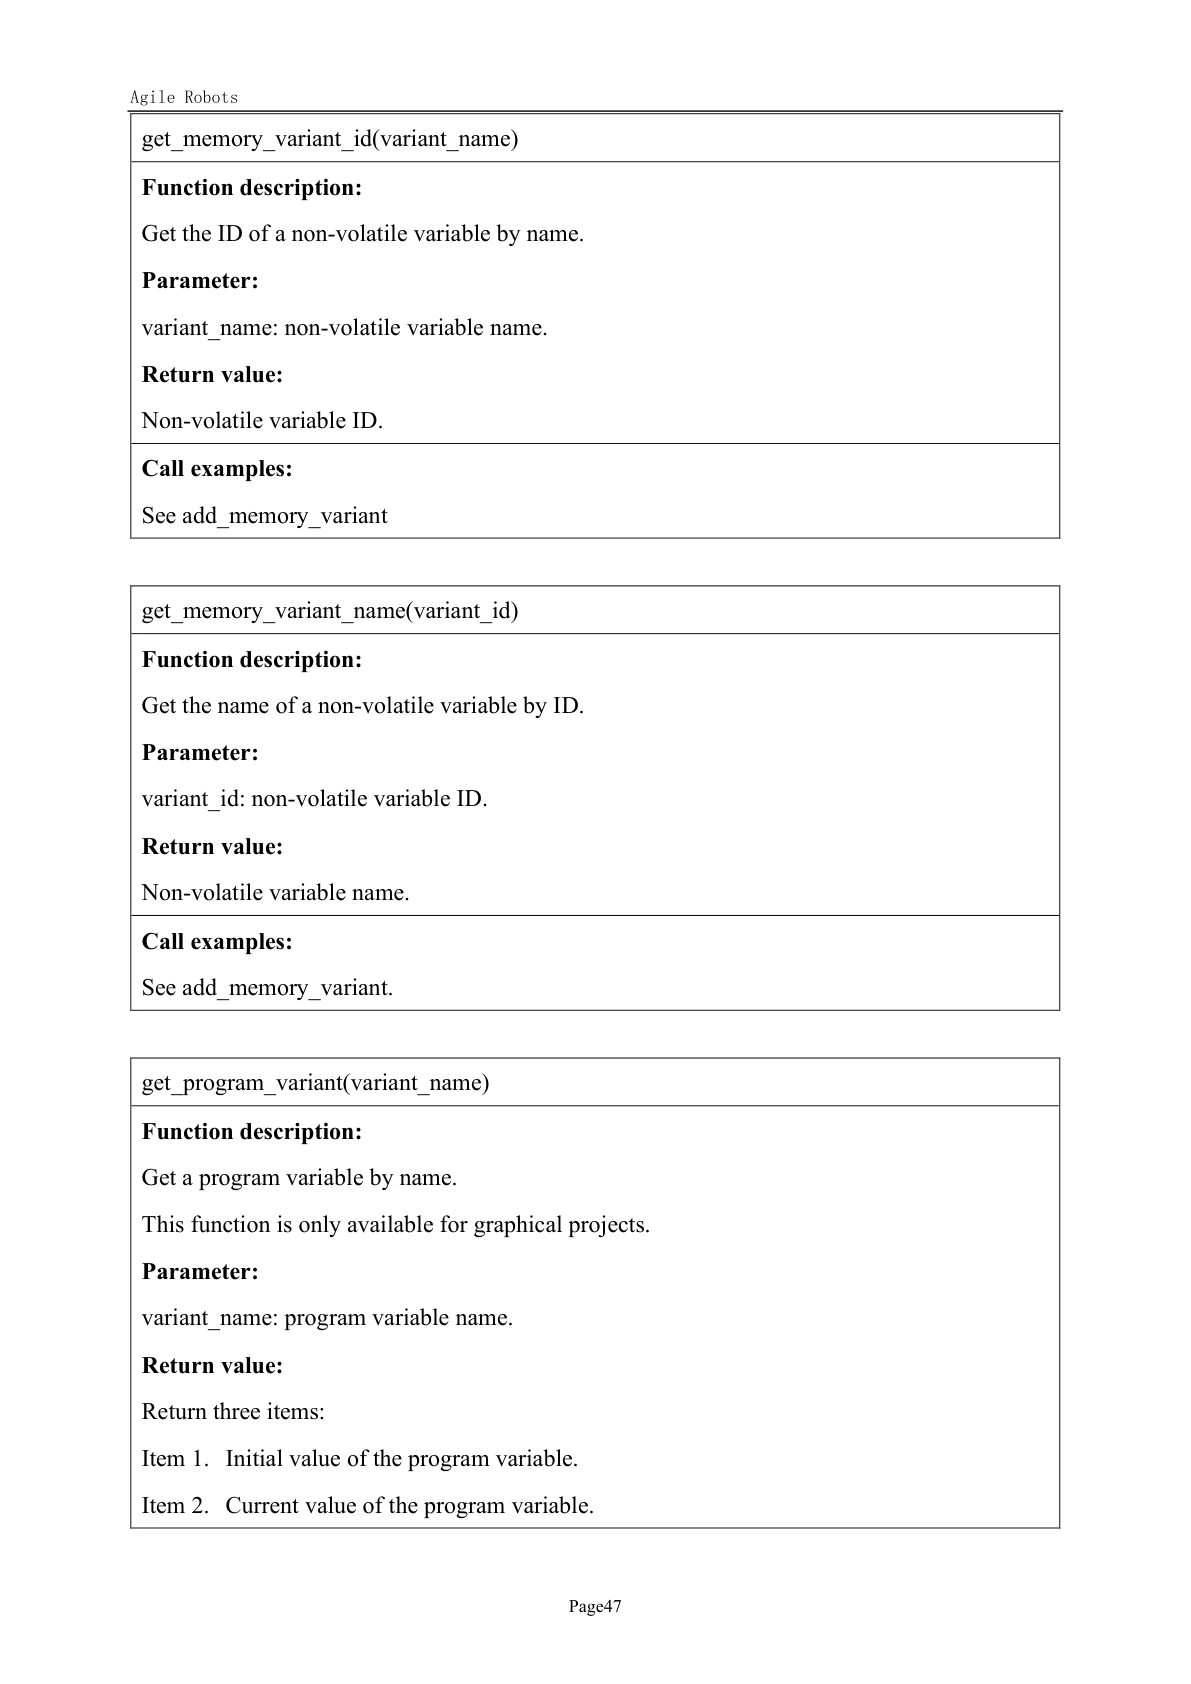 Agile Robots
get_memory_variant_id(variant_name)
Function description:
Get the ID of a non-volatile variable by name.
Parameter:
variant_name: non-volatile variable name.
Return value:
Non-volatile variable ID.
Call examples:
See add_memory_variant
get_memory_variant_name(variant_id)
Function description:
Get the name of a non-volatile variable by ID.
Parameter:
variant_id: non-volatile variable ID.
Return value:
Non-volatile variable name.
Call examples:
See add_memory_variant.
get_program_variant(variant_name)
Function description:
Get a program variable by name.
This function is only available for graphical projects.
Parameter:
variant_name: program variable name.
Return value:
Return three items:
Item 1. Initial value of the program variable.
Item 2. Current value of the program variable.
Page47